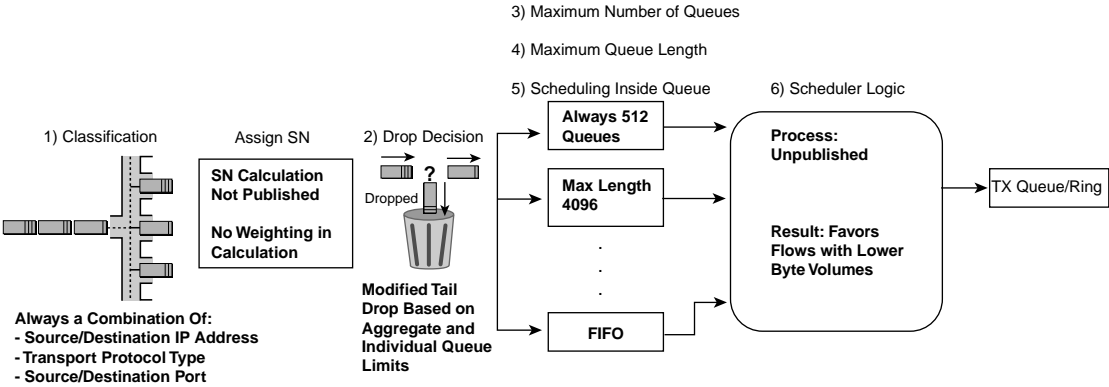 3) Maximum Number of Queues
4) Maximum Queue Length
5) Scheduling Inside Queue
6) Scheduler Logic
1) Classification
Assign SN
2) Drop Decision
SN Calculation
Not Published
No Weighting in
Calculation
?
Dropped
Modified Tail
Drop Based on
Aggregate and
Individual Queue
Limits
Always 512
Queues
Max Length
4096
.
.
.
FIFO
Process:
Unpublished
Result: Favors
Flows with Lower
Byte Volumes
TX Queue/Ring
Always a Combination Of:
- Source/Destination IP Address
- Transport Protocol Type
- Source/Destination Port